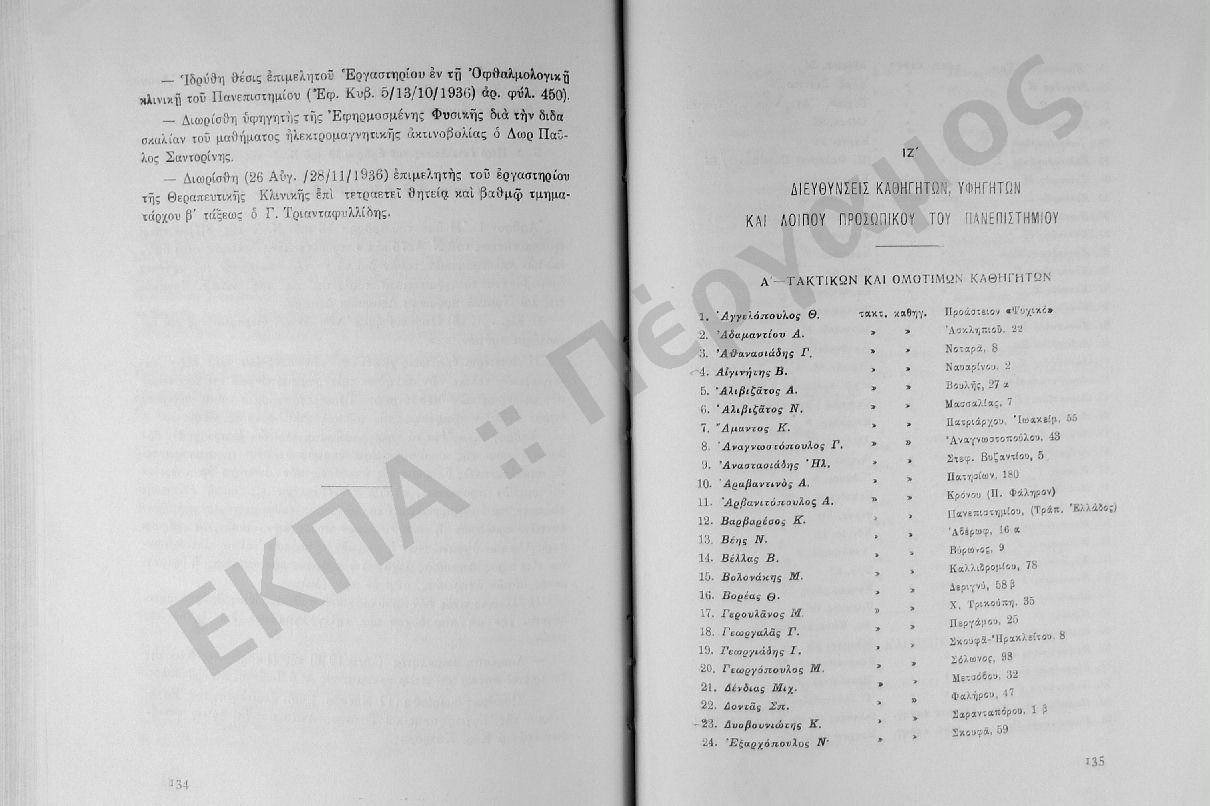 — Ἱδρύθη θέσις ἐπιμελητοῦ Ἐργαστηρίου ἐν τῇ Ὀφθαλμολογικῇ
κλινικῇ τοῦ Πανεπιστημίου (Ἐφ. Κυβ. 5/13/10/1936) ἀρ. φύλ. 450).
— Διωρίσθη ὑφηγητὴς τῆς Ἐφηρμοσμένης Φυσικῆς διὰ τὴν διδα
σκαλίαν τοῦ μαθήματος ἠλεκτρομαγνητικῆς ἀκτινοβολίας ὁ Δωρ Παῦ-
λος Σαντορίνης.
— Διωρίσθη (26 Αὐγ. /28/11/1936) ἐπιμελητὴς τοῦ ἐργαστηρίου
τῆς Θεραπευτικῆς Κλινικῆς ἐπὶ τετραετεῖ θητείᾳ καὶ βαθμῷ τμηματάρχου β΄ τάξεως ὁ Γ. Τριανταφυλλίδης.
134
ΙΖ΄
ΔΙΕΥΘΥΝΣΕΙΣ ΚΑΘΗΓΗΤΩΝ, ΥΦΗΓΗΤΩΝ
ΚΑΙ ΛΟΙΠΟΥ ΠΡΟΣΩΠΙΚΟΥ ΤΟΥ ΠΑΝΕΠΙΣΤΗΜΙΟΥ
Α΄—ΤΑΚΤΙΚΩΝ ΚΑΙ ΟΜΟΤΙΜΩΝ ΚΑΘΗΓΗΤΩΝ
1. Ἀγγελόπουλος Θ. τακτ. καθηγ. Προάστειον «Ψυχικό»
2. Ἀδαμαντίου Α. » » Ἀσκληπιοῦ. 22
3. Ἀθανασιάδης Γ. » » Νοταρᾶ, 8
4. Αἰγινήτης Β. » » Ναυαρίνου. 2
5. Ἀλιβιζᾶτος Α. » » Βουλῆς, 27 α
6. Ἀλιβιζᾶτος Ν. » » Μασσαλίας, 7
7. Ἄμαντος Κ. » » Πατριάρχου, Ἰωακείμ, 55
8. Ἀναγνωστόπουλος Γ. » » Ἀναγνωστοπούλου, 43
9. Ἀναστασιάδης Ἠλ. » » Στεφ. Βυζαντίου, 5
10. Ἀραβαντινὸς Α. » » Πατησίων, 180
11. Ἀρβανιτόπουλος Α. » » Κρόνου (Π. Φάληρον)
12. Βαρβαρέσος Κ. » » Πανεπιστημίου, (Τράπ. Ἑλλάδος)
13. Βέης Ν. » » Ἀβέρωφ, 16 α
14. Βέλλας Β. » » Βύρωνος, 9
15. Βολονάκης Μ. » » Καλλιδρομίου, 78
16. Βορέας Θ. » » Δεριγνύ, 58 β
17. Γερουλᾶνος Μ. » » Χ. Τρικούπη, 35
18. Γεωργαλᾶς Γ. » » Περγάμου, 25
19. Γεωργιάδης Ι. » » Σκουφᾶ-Ἡρακλείτου. 8
20. Γεωργόπουλος Μ. » » Σόλωνος, 98
21. Δένδιας Μιχ. » » Μετσόβου, 32
22. Δοντᾶς Σπ. » » Φαλήρου, 47
23. Δυοβουνιώτης Κ. » » Σαρανταπόρου, 1 β
24. Ἐξαρχόπουλος Ν. » » Σκουφᾶ, 59
135
ΕΚΠΑ :: Πέργαμος